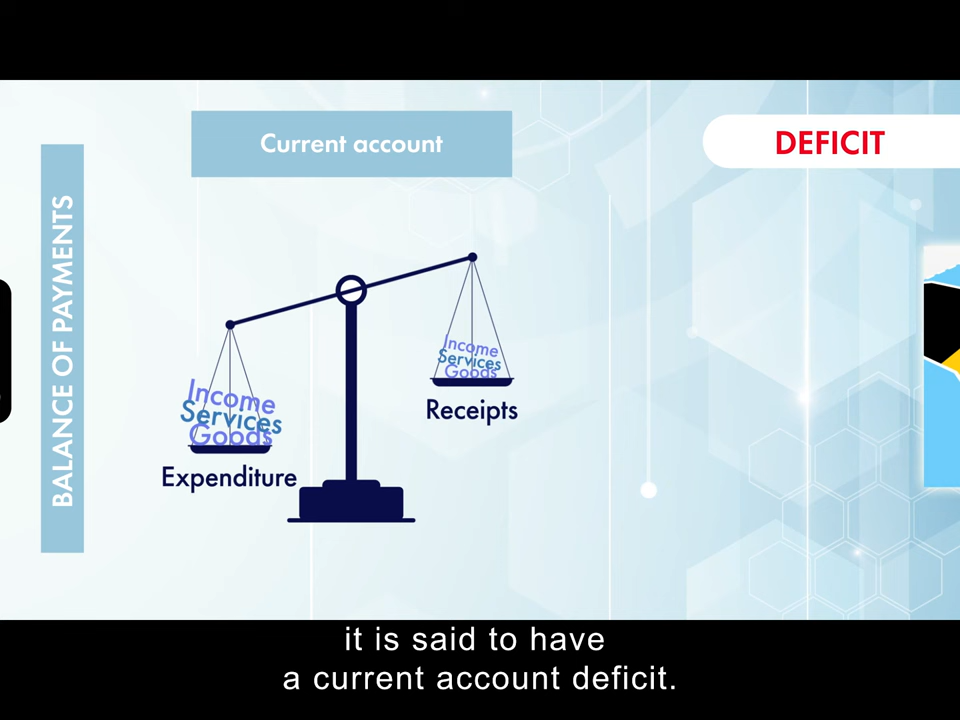 Current account
DEFICIT
BALANCE OF PAYMENTS
Income
Services
Goods
Expenditure
Income
Services
Goods
Receipts
it is said to have
a current account deficit.